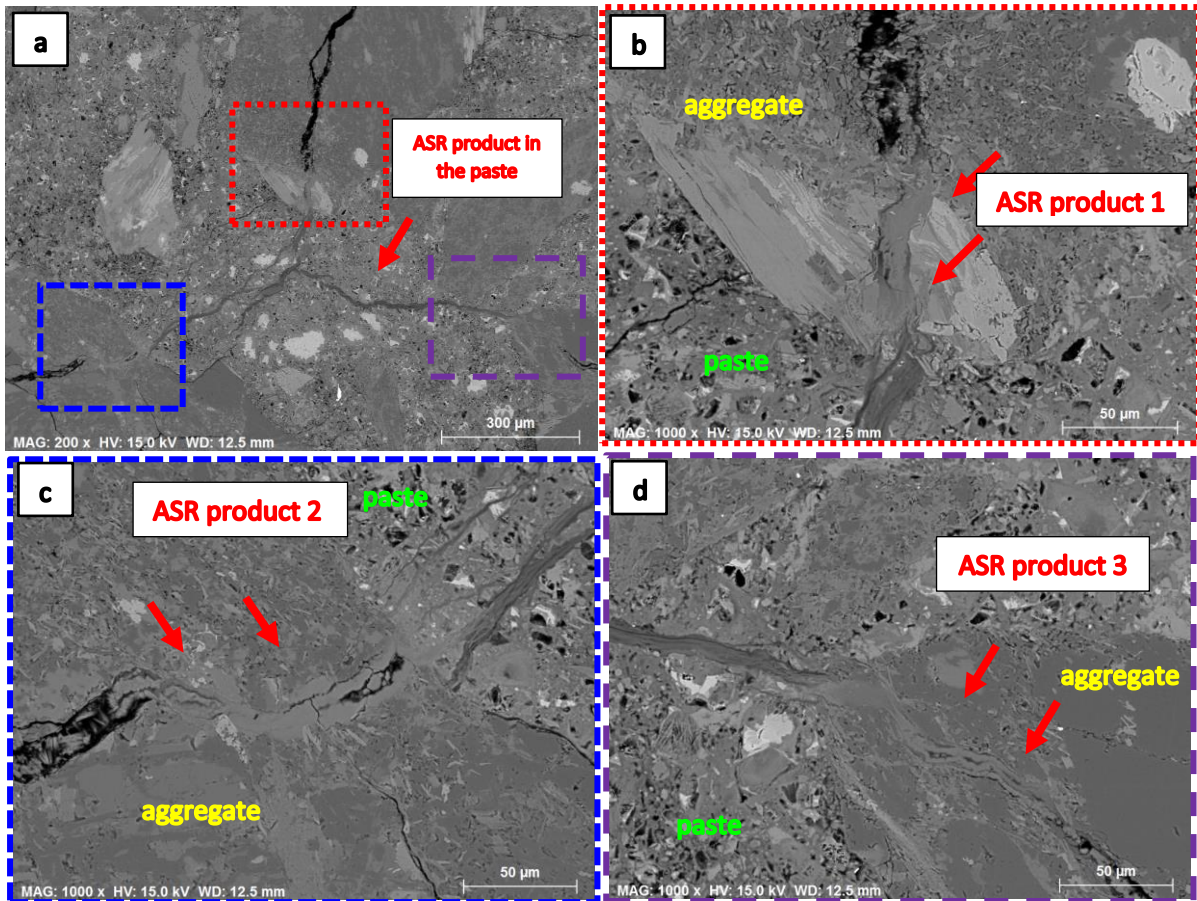 a
ASR product in
the paste
300 µm
MAG: 200 x HV: 15.0 kV WD: 12.5 mm
b
aggregate
ASR product 1
paste
50 µm
MAG: 1000 x HV: 15.0 kV WD: 12.5 mm
c
paste
ASR product 2
aggregate
50 µm
MAG: 1000 x HV: 15.0 kV WD: 12.5 mm
d
ASR product 3
aggregate
paste
50 µm
MAG: 1000 x HV: 15.0 kV WD: 12.5 mm